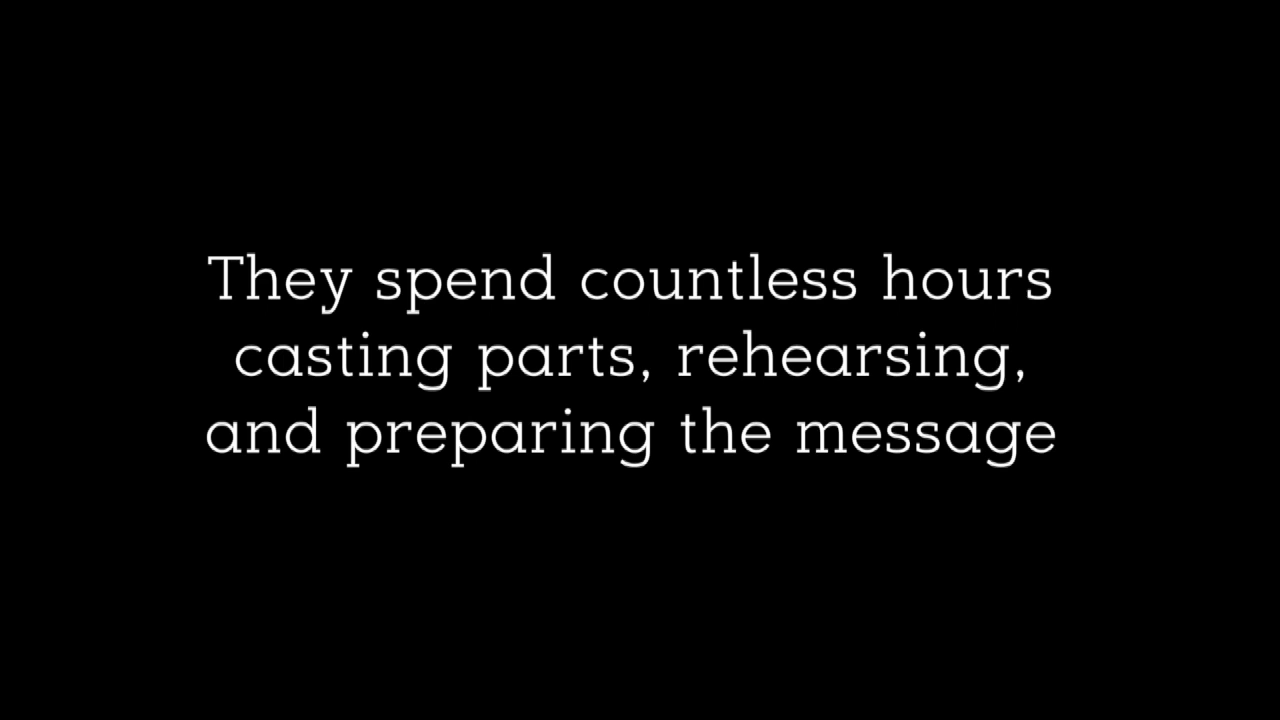 They spend countless hours
casting parts, rehearsing,
and preparing the message